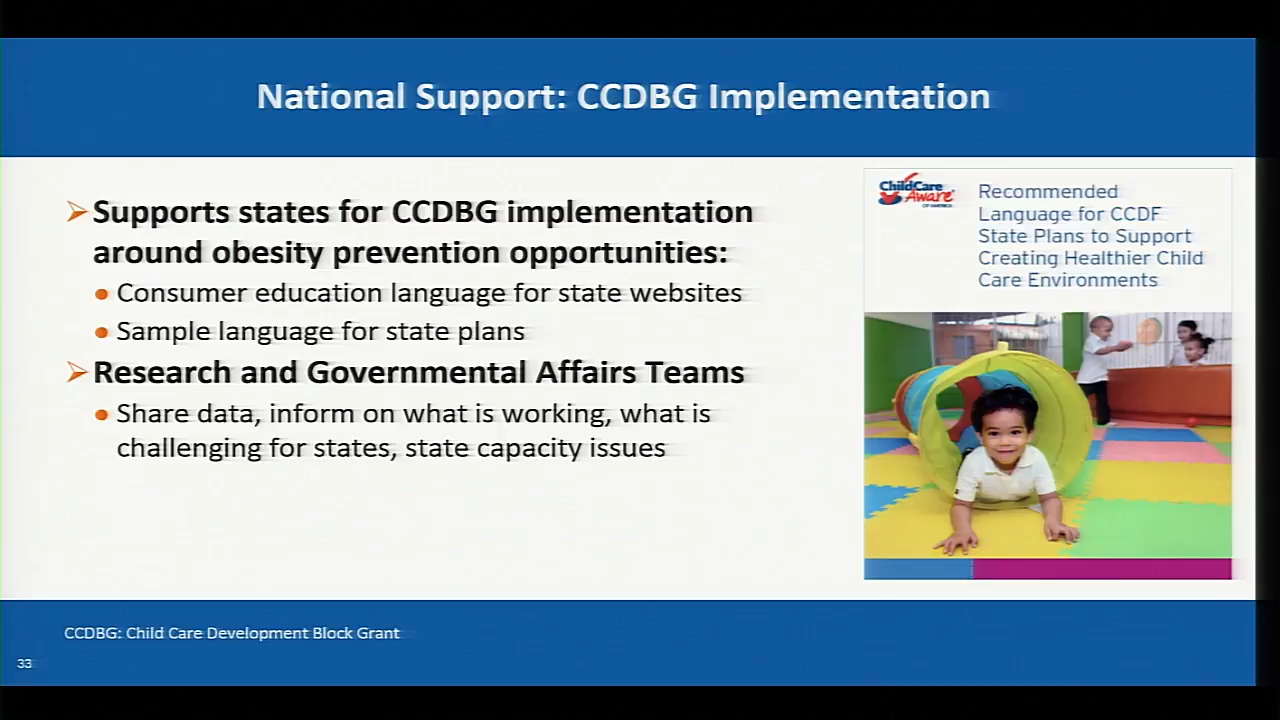 National Support: CCDBG Implementation
➢Supports states for CCDBG implementation
around obesity prevention opportunities:
• Consumer education language for state websites
• Sample language for state plans
➢Research and Governmental Affairs Teams
• Share data, inform on what is working, what is
challenging for states, state capacity issues
ChildCare
Aware
OF AMERICA
Recommended
Language for CCDF
State Plans to Support
Creating Healthier Child
Care Environments
CCDBG: Child Care Development Block Grant
33